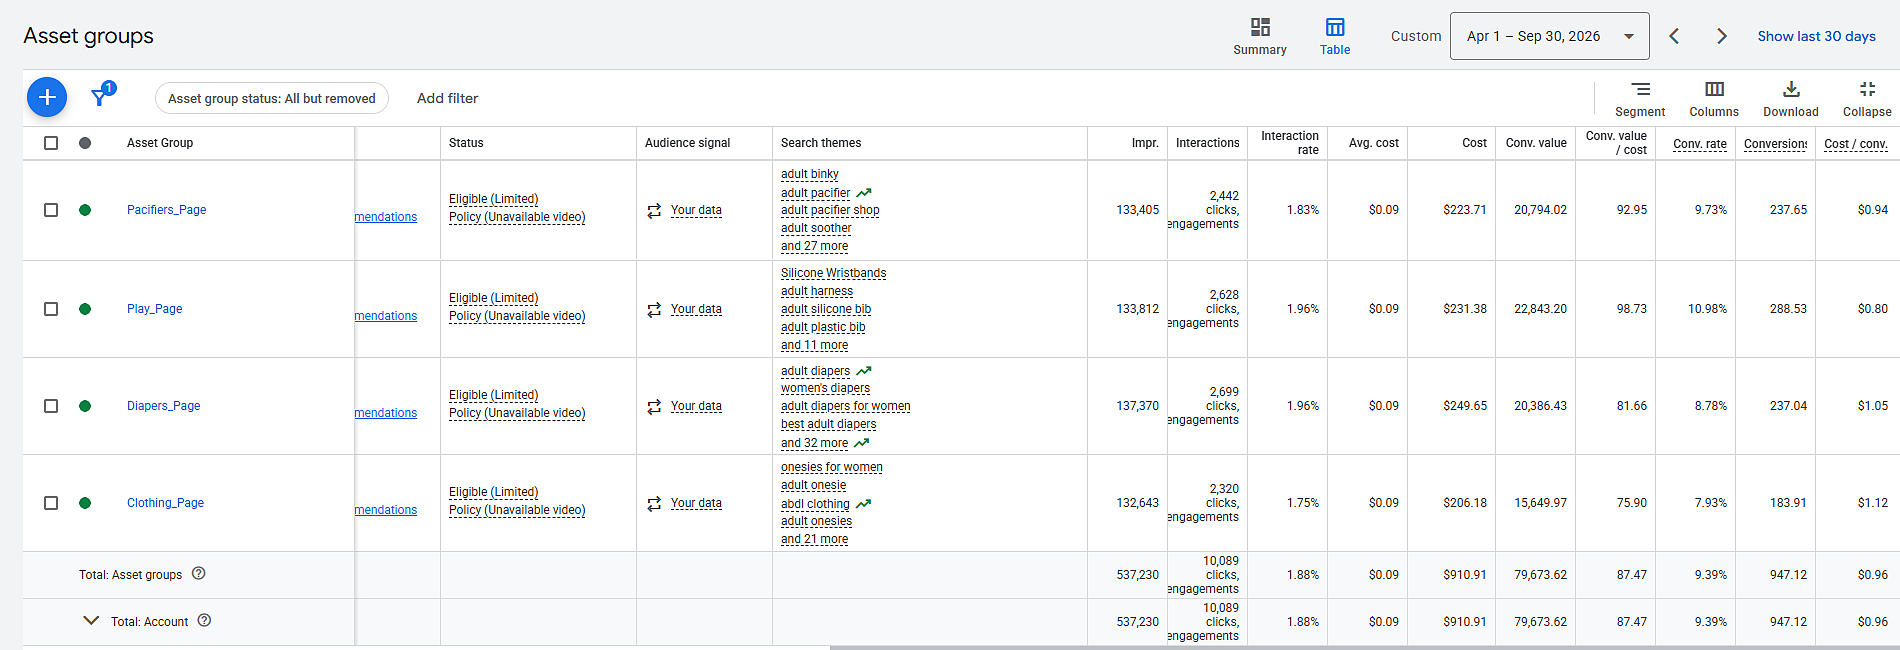 Asset groups
Summary
Table
Custom
Apr 1 – Sep 30, 2026
Show last 30 days
1
Asset group status: All but removed
Add filter
Segment
Columns
Download
Collapse
Asset Group
Status
Audience signal
Search themes
Impr.
Interactions
Interaction
rate
Avg. cost
Cost
Conv. value
Conv. value
/ cost
Conv. rate
Conversions
Cost / conv.
Pacifiers_Page
mendations
Eligible (Limited)
Policy (Unavailable video)
Your data
adult binky
adult pacifier
adult pacifier shop
adult soother
and 27 more
133,405
2,442
clicks,
engagements
1.83%
$0.09
$223.71
20,794.02
92.95
9.73%
237.65
$0.94
Play_Page
mendations
Eligible (Limited)
Policy (Unavailable video)
Your data
Silicone Wristbands
adult harness
adult silicone bib
adult plastic bib
and 11 more
133,812
2,628
clicks,
engagements
1.96%
$0.09
$231.38
22,843.20
98.73
10.98%
288.53
$0.80
Diapers_Page
mendations
Eligible (Limited)
Policy (Unavailable video)
Your data
adult diapers
women's diapers
adult diapers for women
best adult diapers
and 32 more
137,370
2,699
clicks,
engagements
1.96%
$0.09
$249.65
20,386.43
81.66
8.78%
237.04
$1.05
Clothing_Page
mendations
Eligible (Limited)
Policy (Unavailable video)
Your data
onesies for women
adult onesie
abdl clothing
adult onesies
and 21 more
132,643
2,320
clicks,
engagements
1.75%
$0.09
$206.18
15,649.97
75.90
7.93%
183.91
$1.12
Total: Asset groups
537,230
10,089
clicks,
engagements
1.88%
$0.09
$910.91
79,673.62
87.47
9.39%
947.12
$0.96
Total: Account
537,230
10,089
clicks,
engagements
1.88%
$0.09
$910.91
79,673.62
87.47
9.39%
947.12
$0.96